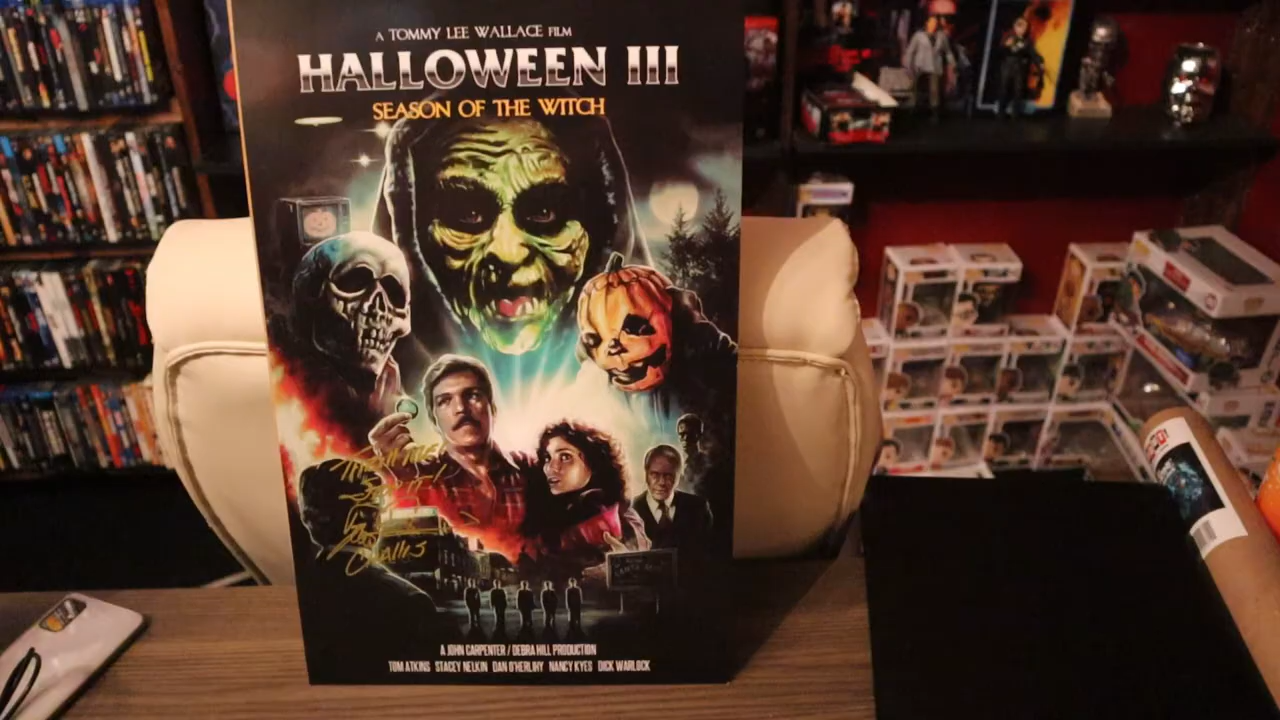 A TOMMY LEE WALLACE FILM
HALLOWEEN III
SEASON OF THE WITCH
A JOHN CARPENTER / DEBRA HILL PRODUCTION
TOM ATKINS STACEY NELKIN DAN O'HERLIHY NANCY KYES DICK WARLOCK